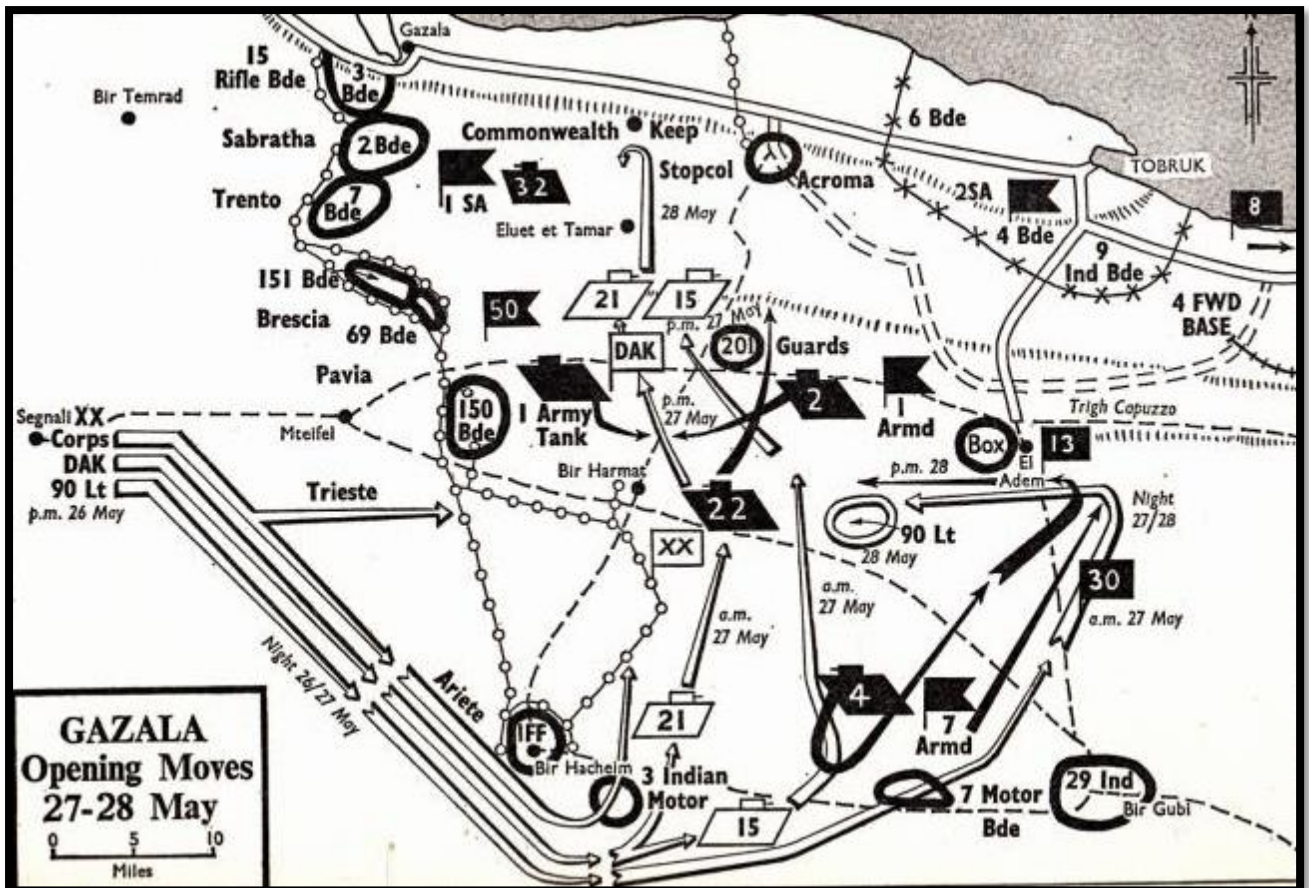 N
Gazala
15
Rifle Bde
3
Bde
Bir Temrad
Sabratha
2 Bde
Commonwealth Keep
6 Bde
TOBRUK
Trento
7
Bde
1 SA
32
Stopcol
28 May
Acroma
2SA
4 Bde
8
Eluet et Tamar
9
Ind Bde
151 Bde
Brescia
69 Bde
50
21
15
p.m. 27 May
4 FWD
BASE
DAK
201
Guards
Pavia
150
Bde
1 Army
Tank
p.m.
27 May
2
1
Armd
Trigh Capuzzo
Segnali XX
Corps
DAK
90 Lt
p.m. 26 May
Mteifel
Bir Harmat
Box
El
Adem
13
p.m. 28
Trieste
22
XX
90 Lt
28 May
Night
27/28
30
a.m. 27 May
a.m.
27 May
a.m.
27 May
Night 26/27 May
Ariete
21
4
7
Armd
1FF
Bir Hacheim
3 Indian
Motor
15
7 Motor
Bde
29 Ind
Bir Gubi
GAZALA
Opening Moves
27-28 May
0 5 10
Miles